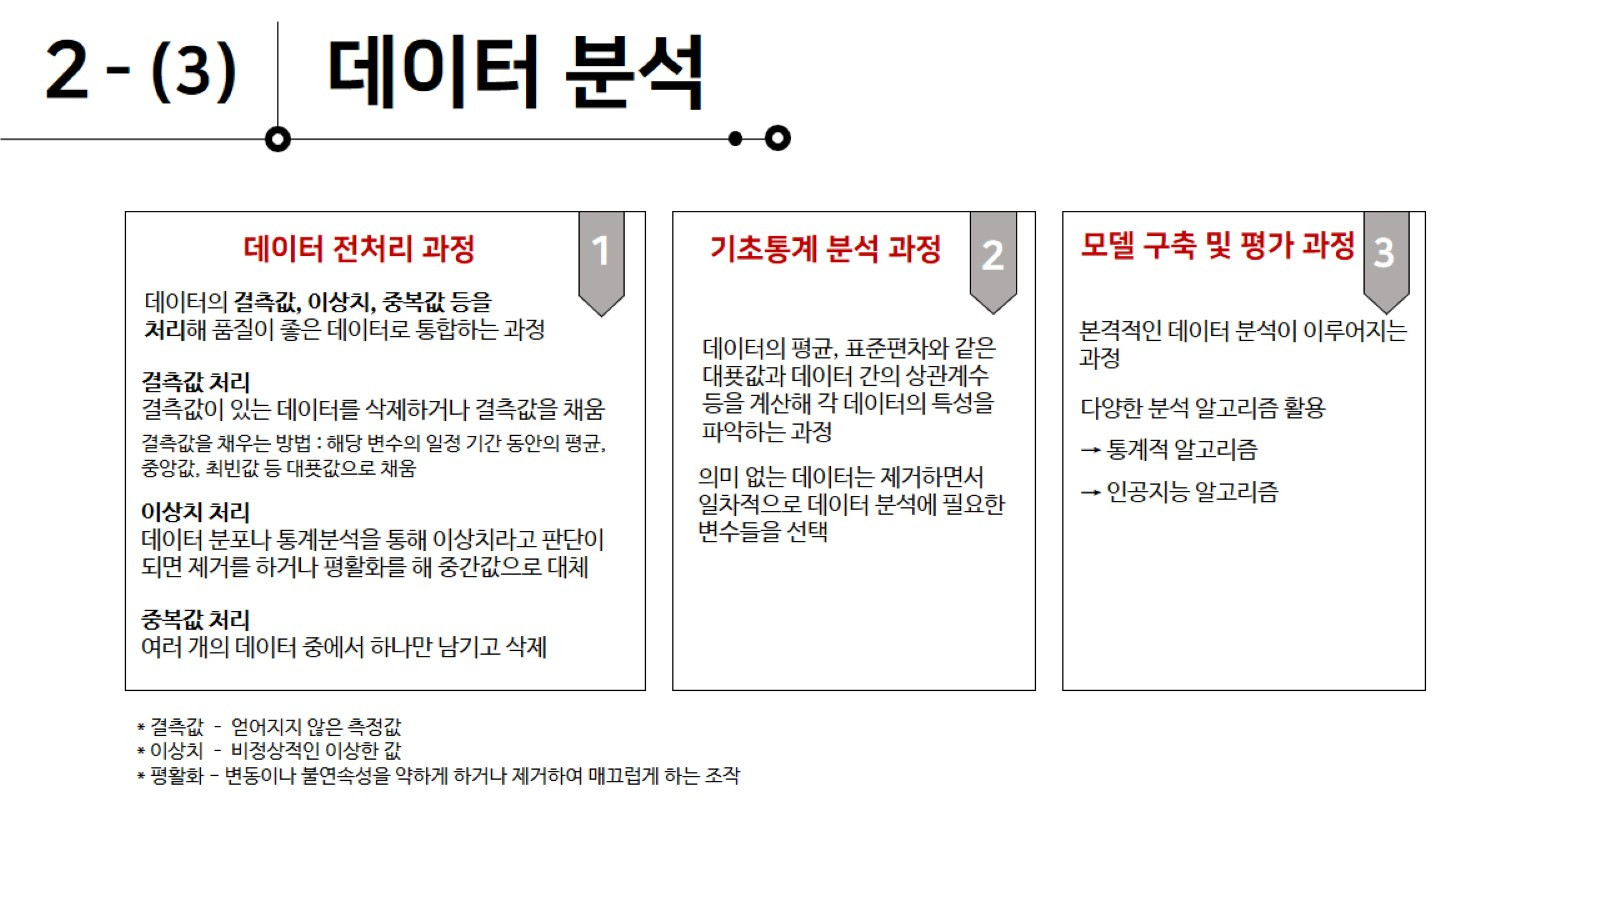 2 - (3)
데이터 분석
데이터 전처리 과정
1
데이터의 결측값, 이상치, 중복값 등을
처리해 품질이 좋은 데이터로 통합하는 과정
결측값 처리
결측값이 있는 데이터를 삭제하거나 결측값을 채움
결측값을 채우는 방법 : 해당 변수의 일정 기간 동안의 평균,
중앙값, 최빈값 등 대푯값으로 채움
이상치 처리
데이터 분포나 통계분석을 통해 이상치라고 판단이
되면 제거를 하거나 평활화를 해 중간값으로 대체
중복값 처리
여러 개의 데이터 중에서 하나만 남기고 삭제
기초통계 분석 과정
2
데이터의 평균, 표준편차와 같은
대푯값과 데이터 간의 상관계수
등을 계산해 각 데이터의 특성을
파악하는 과정
의미 없는 데이터는 제거하면서
일차적으로 데이터 분석에 필요한
변수들을 선택
모델 구축 및 평가 과정
3
본격적인 데이터 분석이 이루어지는
과정
다양한 분석 알고리즘 활용
→ 통계적 알고리즘
→ 인공지능 알고리즘
* 결측값 - 얻어지지 않은 측정값
* 이상치 - 비정상적인 이상한 값
* 평활화 - 변동이나 불연속성을 약하게 하거나 제거하여 매끄럽게 하는 조작